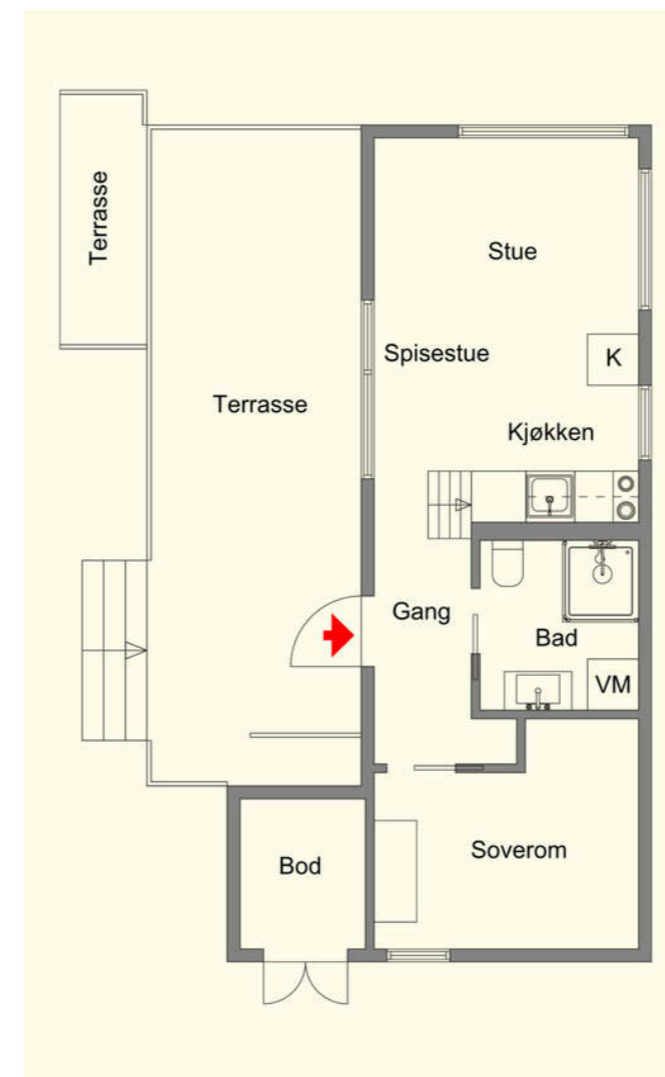 Terrasse
Stue
Spisestue
K
Terrasse
Kjøkken
Gang
Bad
VM
Soverom
Bod